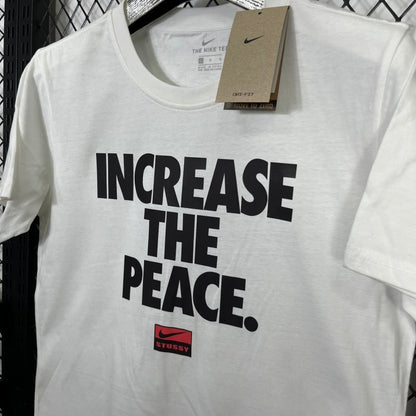 THE NIKE TEE
INCREASE
THE
PEACE.
STUSSY